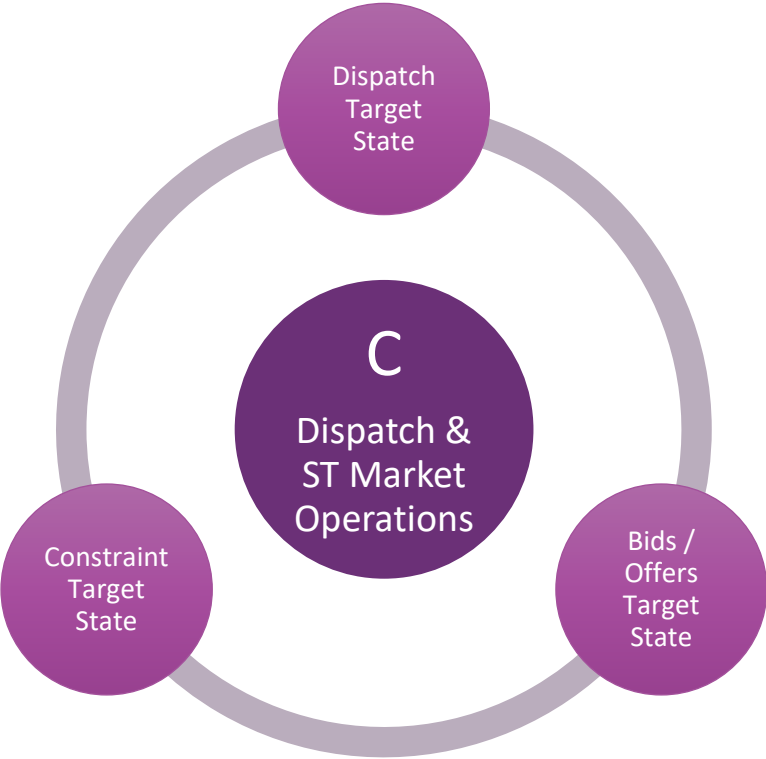 Dispatch
Target
State
C
Dispatch &
ST Market
Operations
Constraint
Target
State
Bids /
Offers
Target
State